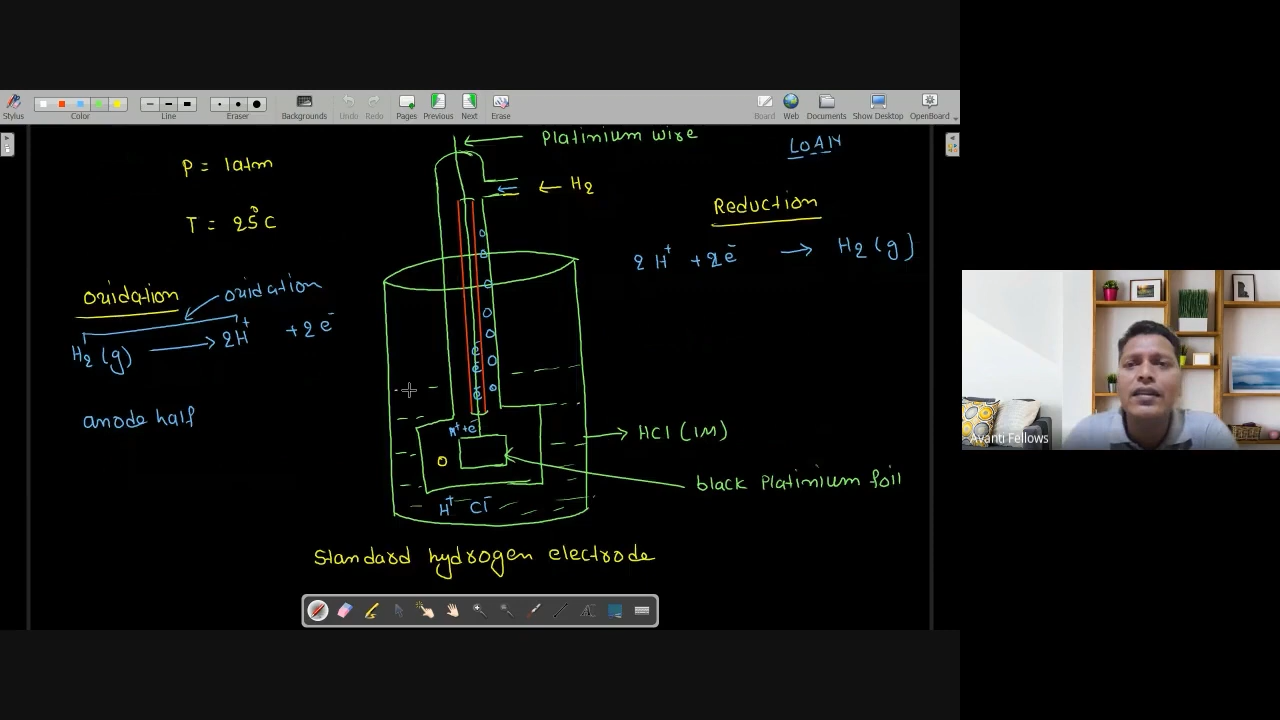 Stylus
Color
Line
Eraser
Backgrounds
Undo
Redo
Pages
Previous
Next
Erase
Board
Web
Documents
Show Desktop
OpenBoard
P = 1atm
T = 25°C
Platinium wire
← H2
LOAN
Reduction
2H⁺ + 2e⁻ → H2(g)
Oxidation
oxidation
H2(g) → 2H⁺ + 2e⁻
anode half
e⁻
e⁻
e⁻
H⁺+e⁻
HCl (1M)
black Platinium foil
H⁺ Cl⁻
Standard hydrogen electrode
Avanti Fellows